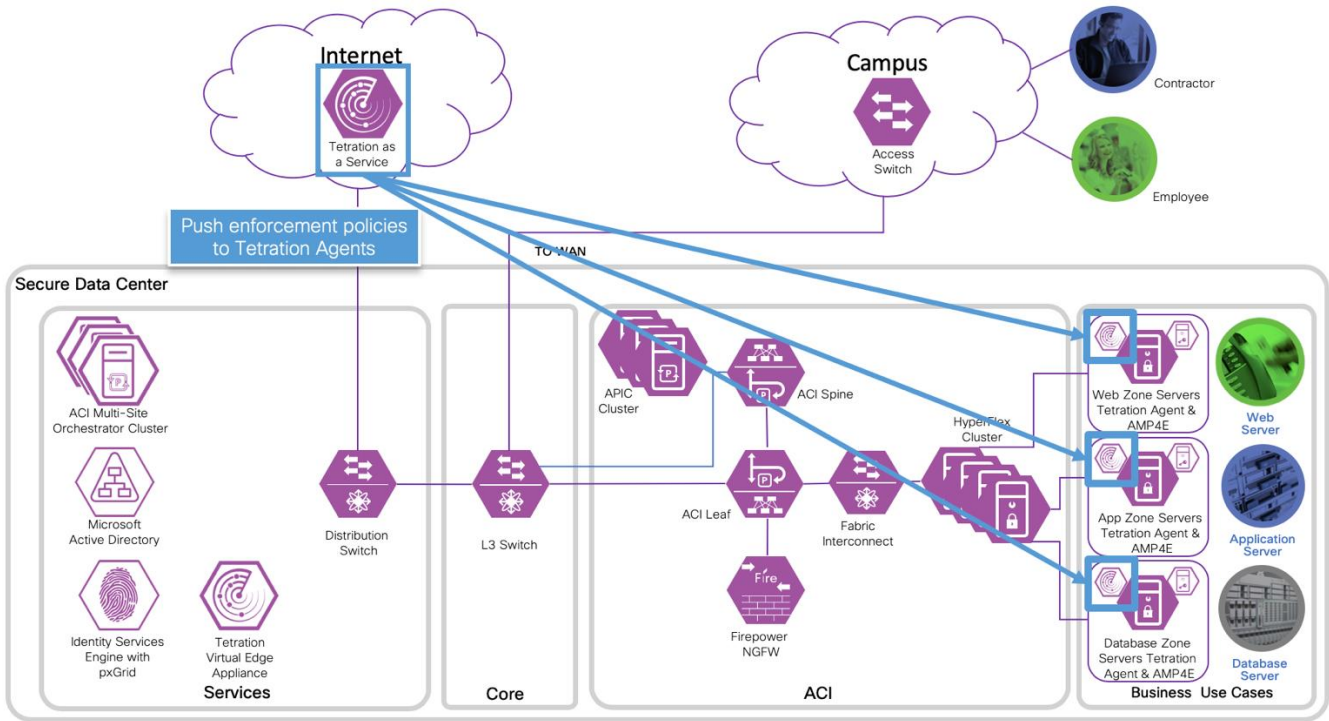 Internet
Tetration as
a Service
Campus
Access
Switch
Contractor
Employee
Push enforcement policies
to Tetration Agents
TO WAN
Secure Data Center
P
ACI Multi-Site
Orchestrator Cluster
Microsoft
Active Directory
Identity Services
Engine with
pxGrid
Tetration
Virtual Edge
Appliance
Distribution
Switch
Services
L3 Switch
Core
P
APIC
Cluster
P
ACI Spine
P
ACI Leaf
Fire
Firepower
NGFW
Fabric
Interconnect
HyperFlex
Cluster
ACI
Web Zone Servers
Tetration Agent &
AMP4E
Web
Server
App Zone Servers
Tetration Agent &
AMP4E
Application
Server
Database Zone
Servers Tetration
Agent & AMP4E
Database
Server
Business Use Cases